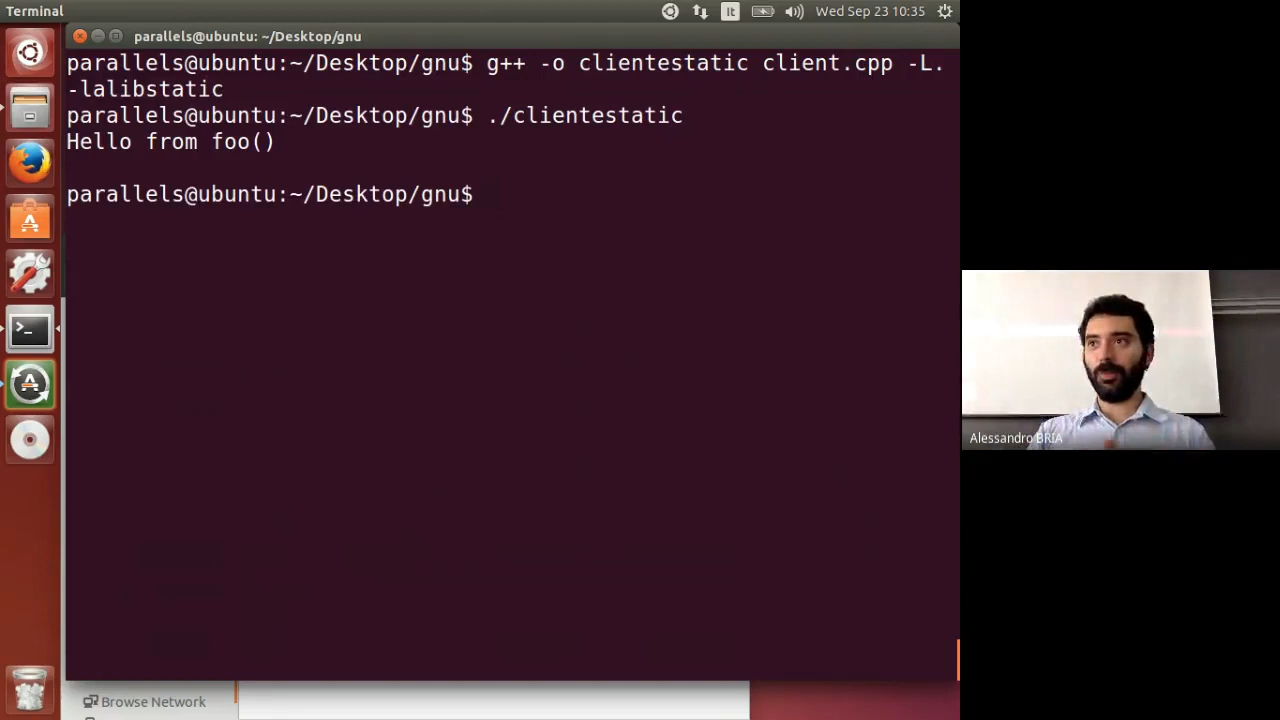 Terminal
It
Wed Sep 23 10:35
parallels@ubuntu: ~/Desktop/gnu
parallels@ubuntu:~/Desktop/gnu$ g++ -o clientestatic client.cpp -L.
-lalibstatic
parallels@ubuntu:~/Desktop/gnu$ ./clientestatic
Hello from foo()
parallels@ubuntu:~/Desktop/gnu$
Alessandro BRIA
Browse Network